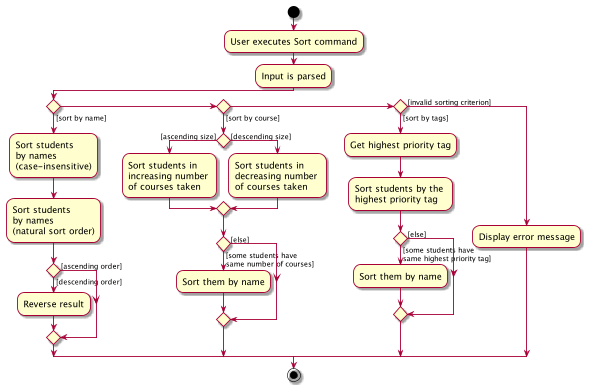 User executes Sort command
Input is parsed
[invalid sorting criterion]
[sort by name]
[sort by course]
[sort by tags]
Sort students
by names
(case-insensitive)
Sort students
by names
(natural sort order)
[ascending order]
[descending order]
Reverse result
[ascending size]
[descending size]
Sort students in
increasing number
of courses taken
Sort students in
decreasing number
of courses taken
[else]
[some students have
same number of courses]
Sort them by name
Get highest priority tag
Sort students by the
highest priority tag
[else]
[some students have
same highest priority tag]
Sort them by name
Display error message